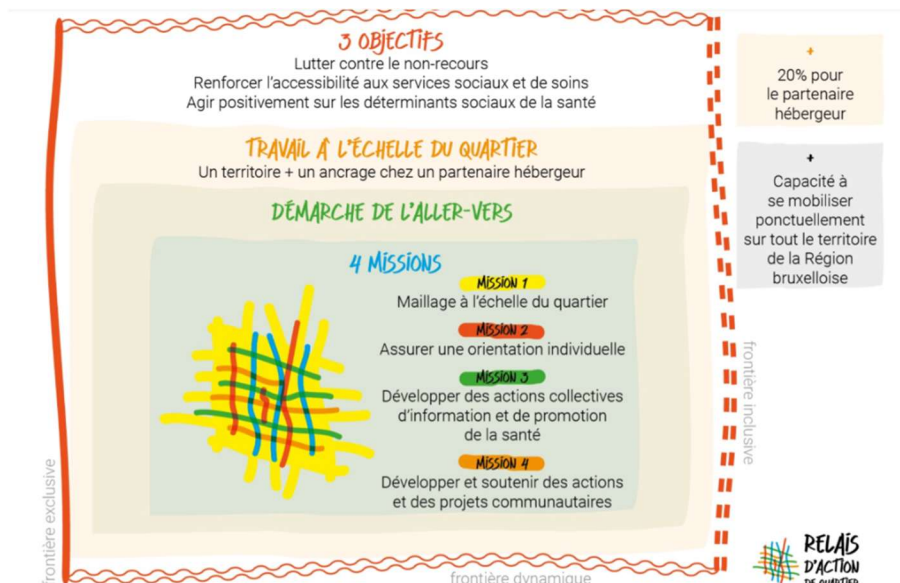 3 OBJECTIFS
Lutter contre le non-recours
Renforcer l'accessibilité aux services sociaux et de soins
Agir positivement sur les déterminants sociaux de la santé
TRAVAIL À L'ÉCHELLE DU QUARTIER
Un territoire + un ancrage chez un partenaire hébergeur
DÉMARCHE DE L'ALLER-VERS
4 MISSIONS
MISSION 1
Maillage à l'échelle du quartier
MISSION 2
Assurer une orientation individuelle
MISSION 3
Développer des actions collectives
d'information et de promotion
de la santé
MISSION 4
Développer et soutenir des actions
et des projets communautaires
+
20% pour
le partenaire
hébergeur
+
Capacité à
se mobiliser
ponctuellement
sur tout le territoire
de la Région
bruxelloise
frontière exclusive
frontière inclusive
frontière dynamique
RELAIS
D'ACTION
DE QUARTIER